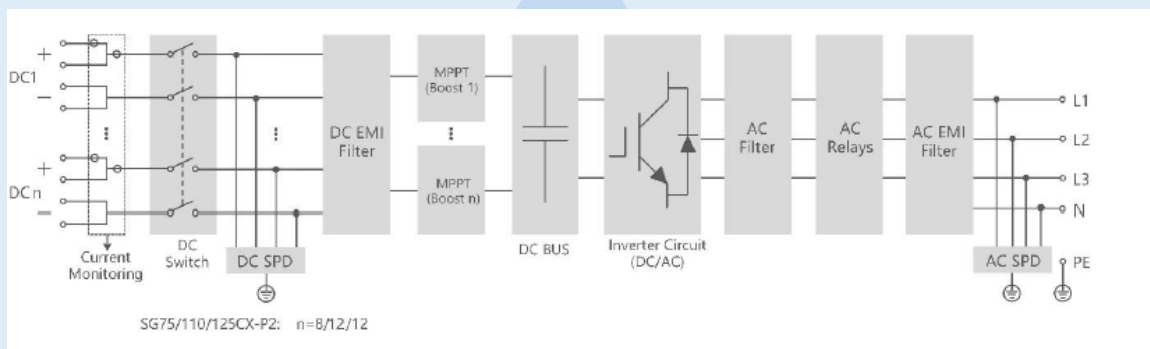 +
DC1
−
+
DCn
−
Current
Monitoring
DC
Switch
DC SPD
DC EMI
Filter
MPPT
(Boost 1)
MPPT
(Boost n)
DC BUS
Inverter Circuit
(DC/AC)
AC
Filter
AC
Relays
AC EMI
Filter
L1
L2
L3
N
AC SPD
PE
SG75/110/125CX-P2: n=8/12/12